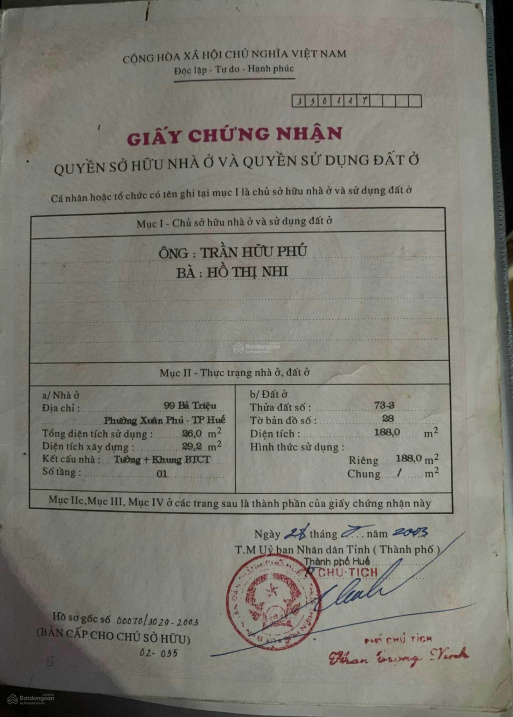 CỘNG HÒA XÃ HỘI CHỦ NGHĨA VIỆT NAM
Độc lập - Tự do - Hạnh phúc
GIẤY CHỨNG NHẬN
QUYỀN SỞ HỮU NHÀ Ở VÀ QUYỀN SỬ DỤNG ĐẤT Ở
Cá nhân hoặc tổ chức có tên ghi tại mục I là chủ sở hữu nhà ở và sử dụng đất ở
Mục I - Chủ sở hữu nhà ở và sử dụng đất ở
ÔNG : TRẦN HỮU PHÚ
BÀ : HỒ THỊ NHI
Mục II - Thực trạng nhà ở, đất ở
a/ Nhà ở
Địa chỉ : 99 Bà Triệu
Phường Xuân Phú - TP Huế
Tổng diện tích sử dụng : 26,0 m2
Diện tích xây dựng : 29,2 m2
Kết cấu nhà : Tường + Khung BTCT
Số tầng : 01
b/ Đất ở
Thửa đất số : 73-3
Tờ bản đồ số : 28
Diện tích : 188,0 m2
Hình thức sử dụng :
Riêng 188,0 m2
Chung / m2
Mục IIc, Mục III, Mục IV ở các trang sau là thành phần của giấy chứng nhận này
Ngày 28 tháng năm 2003
T.M Uỷ ban Nhân dân Tỉnh ( Thành phố )
Thành phố Huế
CHỦ TỊCH
Hồ sơ gốc số 00070/3020-2003
(BẢN CẤP CHO CHỦ SỞ HỮU)
02-035
PHÓ CHỦ TỊCH
Phan Trọng Vinh
Batdongsan
Batdongsan